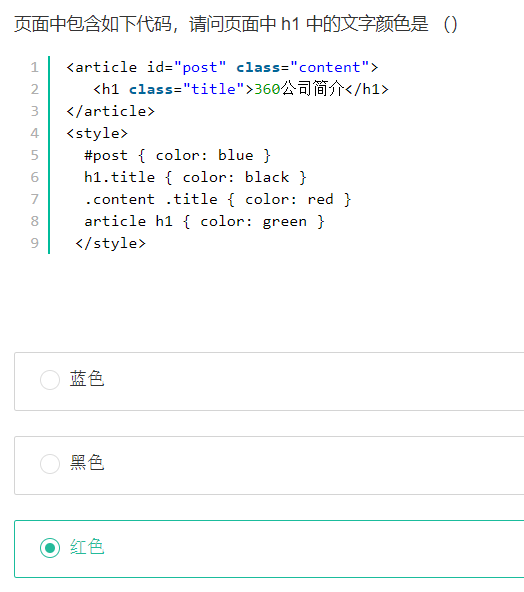 页面中包含如下代码，请问页面中 h1 中的文字颜色是 （）
1 <article id="post" class="content">
2 <h1 class="title">360公司简介</h1>
3 </article>
4 <style>
5 #post { color: blue }
6 h1.title { color: black }
7 .content .title { color: red }
8 article h1 { color: green }
9 </style>
蓝色
黑色
红色